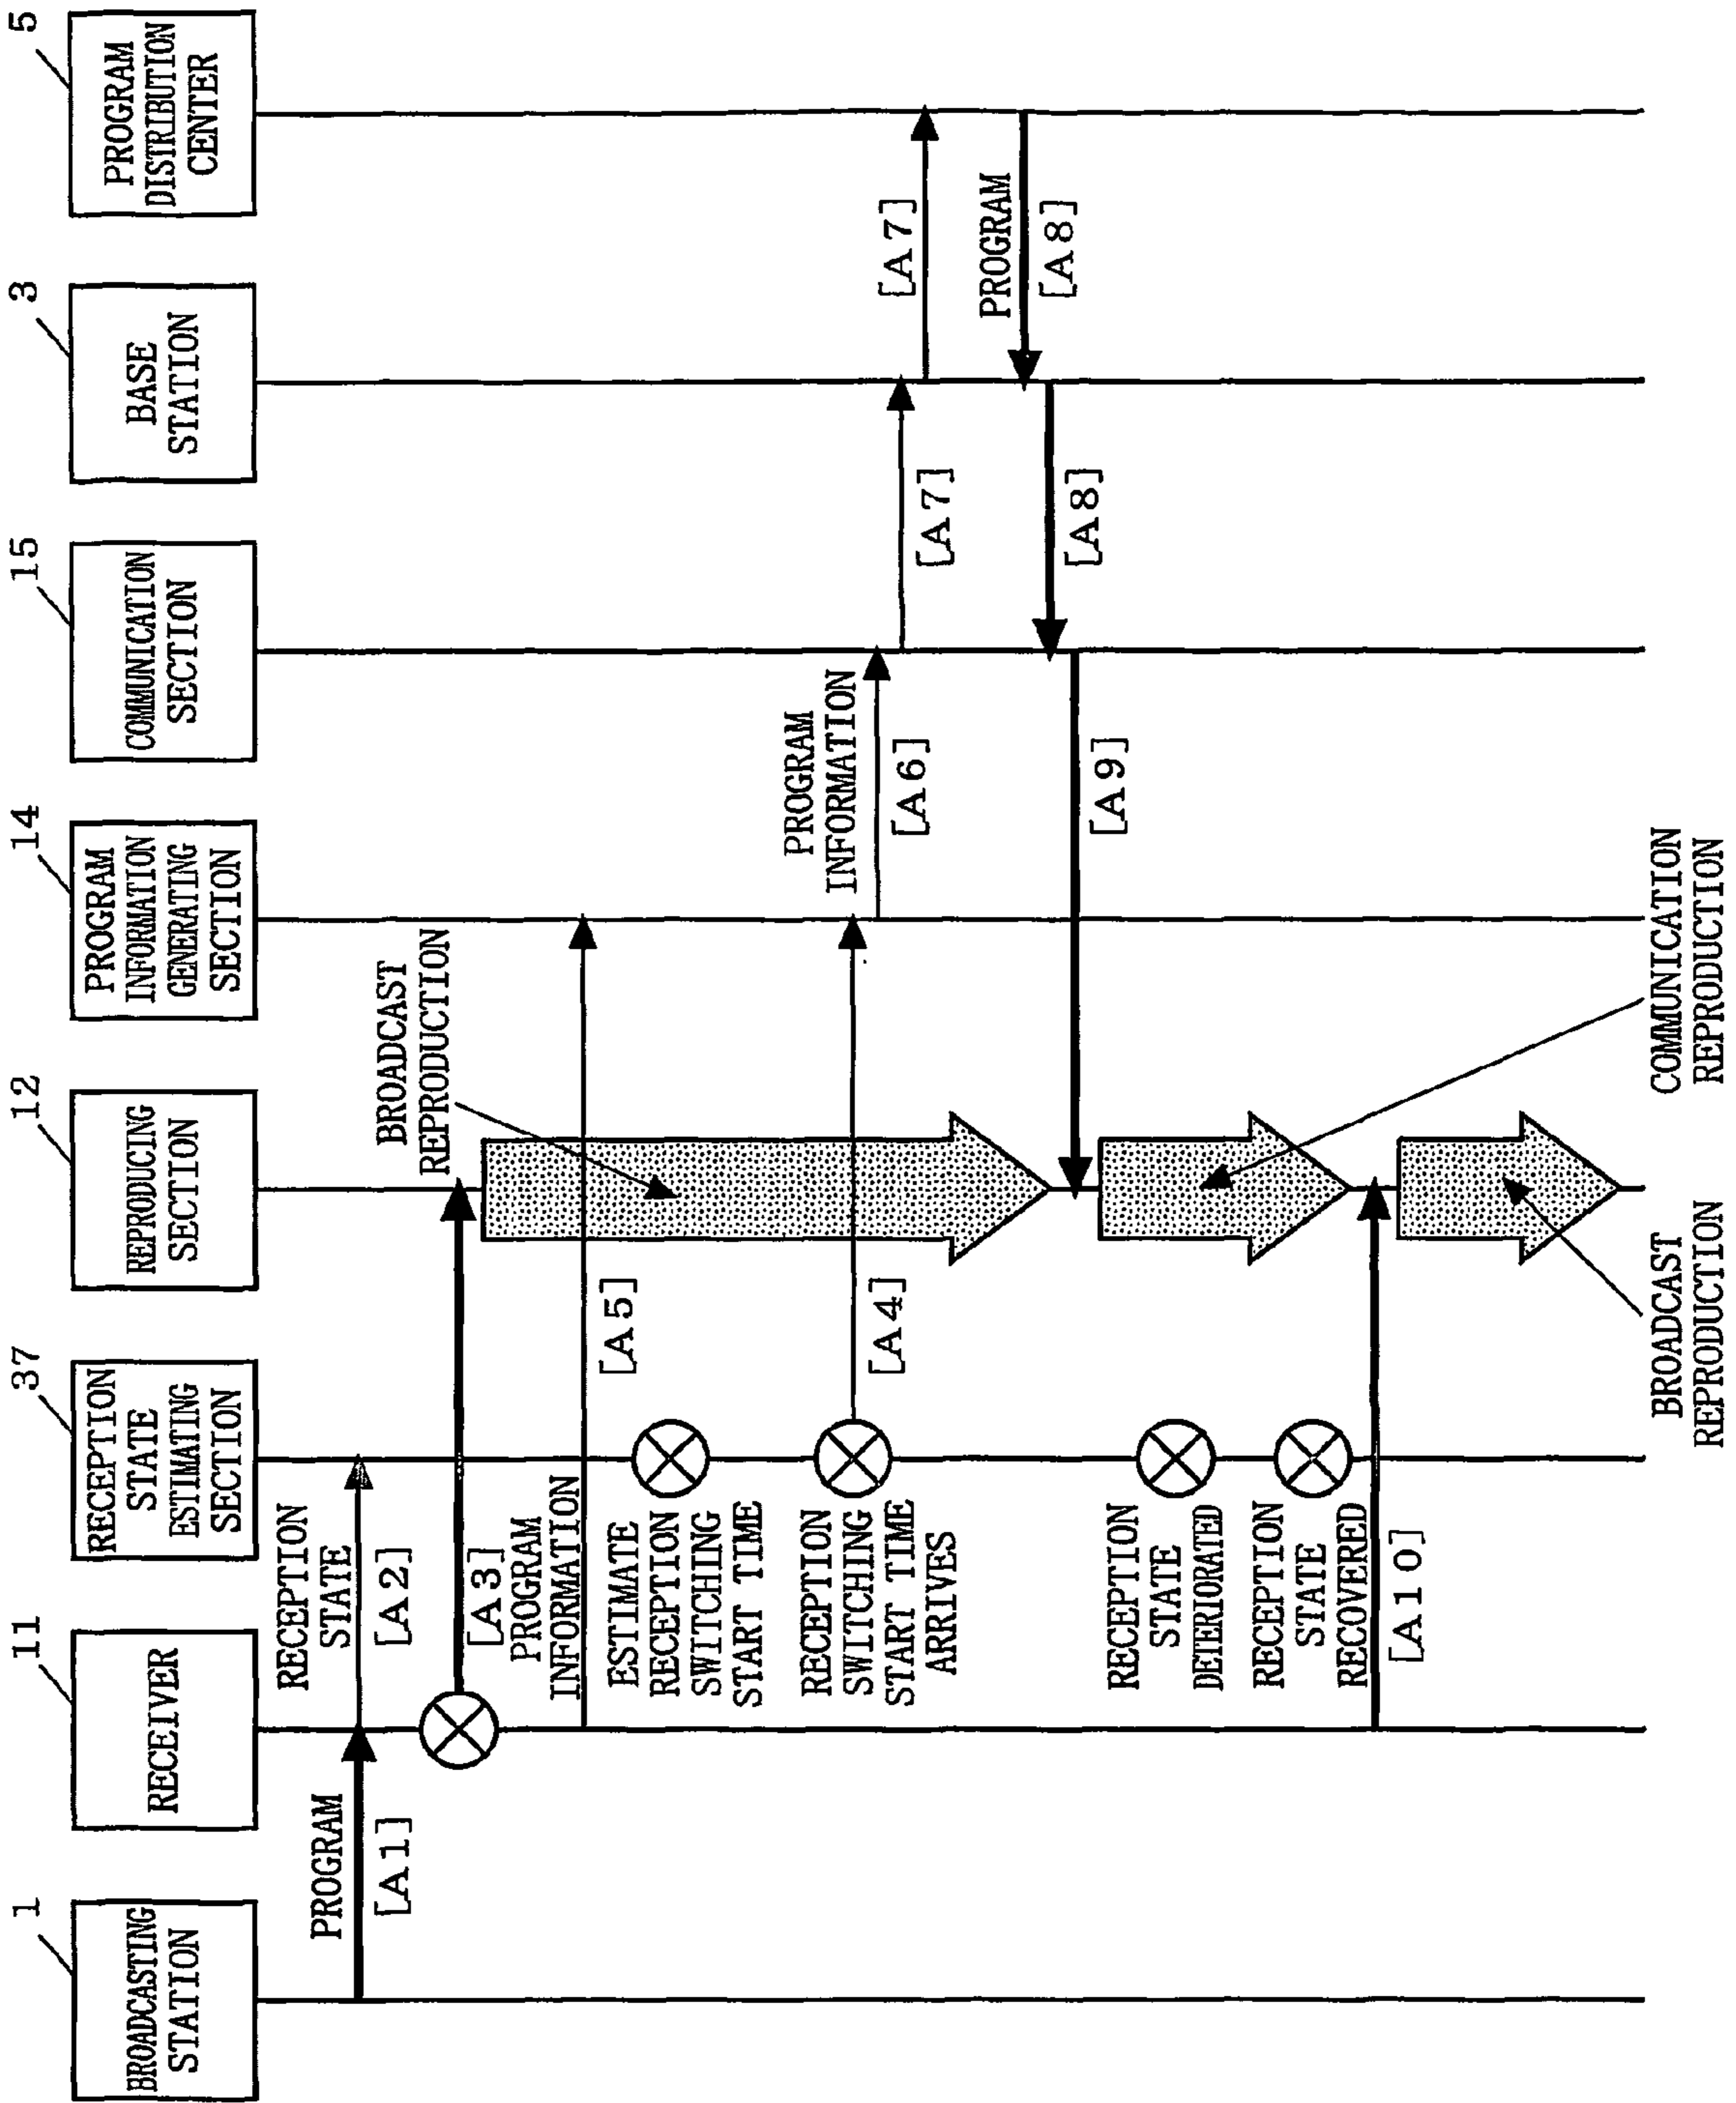 1
BROADCASTING
STATION
11
RECEIVER
37
RECEPTION
STATE
ESTIMATING
SECTION
12
REPRODUCING
SECTION
14
PROGRAM
INFORMATION
GENERATING
SECTION
15
COMMUNICATION
SECTION
3
BASE
STATION
5
PROGRAM
DISTRIBUTION
CENTER
PROGRAM
[A1]
RECEPTION
STATE
[A2]
[A3]
BROADCAST
REPRODUCTION
PROGRAM
INFORMATION
[A5]
ESTIMATE
RECEPTION
SWITCHING
START TIME
RECEPTION
SWITCHING
START TIME
ARRIVES
[A4]
PROGRAM
INFORMATION
[A6]
[A7]
[A7]
PROGRAM
[A8]
[A8]
[A9]
RECEPTION
STATE
DETERIORATED
RECEPTION
STATE
RECOVERED
[A10]
BROADCAST
REPRODUCTION
COMMUNICATION
REPRODUCTION